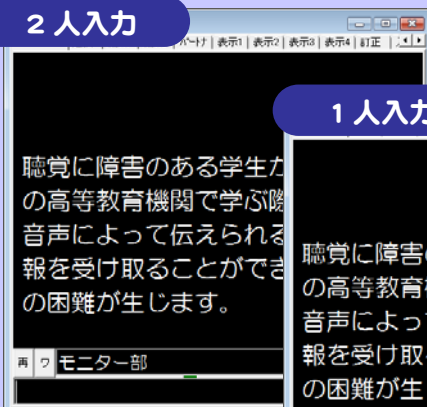 2人入力
パートナ 表示1 表示2 表示3 表示4 訂正
1人入力
聴覚に障害のある学生が
の高等教育機関で学ぶ際
音声によって伝えられる
報を受け取ることができ
の困難が生じます。
再 ワ モニター部
聴覚に障害の
の高等教育
音声によっ
報を受け取
の困難が生